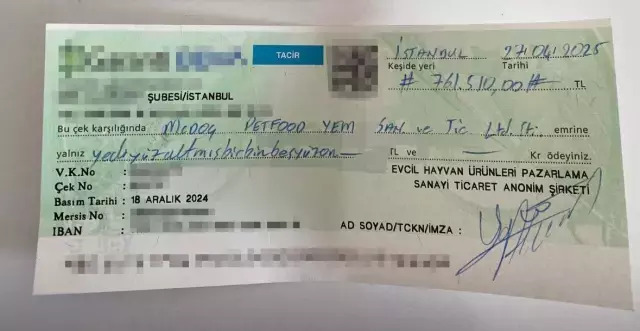 TACİR
İSTANBUL 27/04/2025
Keşide yeri Tarihi
ŞUBESİ/İSTANBUL
# 761.510,00 # TL
Bu çek karşılığında McDog PETFOOD YEM SAN ve Tic Ltd. Şti. emrine
yalnız yediyüzaltmışbirbinbeşyüzon — TL ve — Kr ödeyiniz.
V.K.No :
Çek No :
Basım Tarihi : 18 ARALIK 2024
Mersis No :
IBAN :
EVCİL HAYVAN ÜRÜNLERİ PAZARLAMA
SANAYİ TİCARET ANONİM ŞİRKETİ
AD SOYAD/TCKN/İMZA :